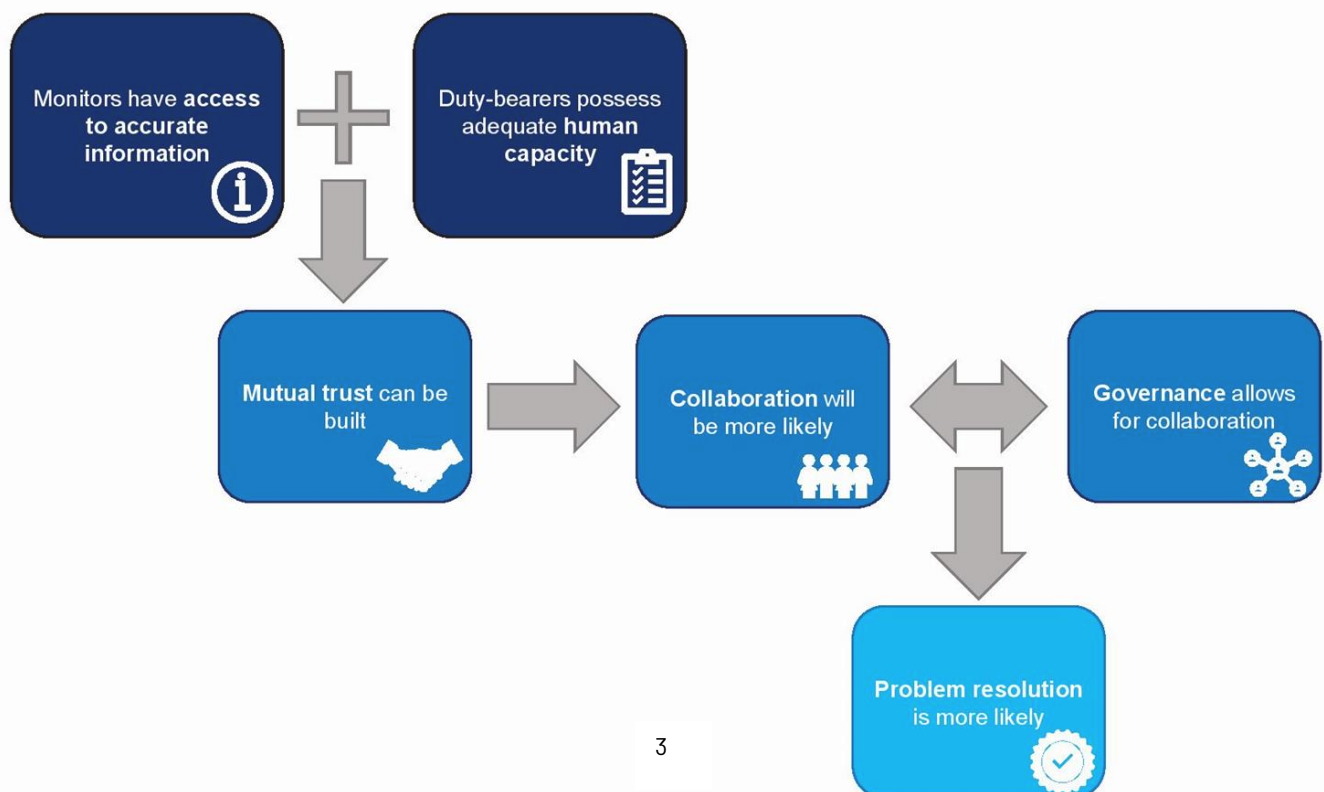 Monitors have access
to accurate
information
Duty-bearers possess
adequate human
capacity
Mutual trust can be
built
Collaboration will
be more likely
Governance allows
for collaboration
Problem resolution
is more likely
3